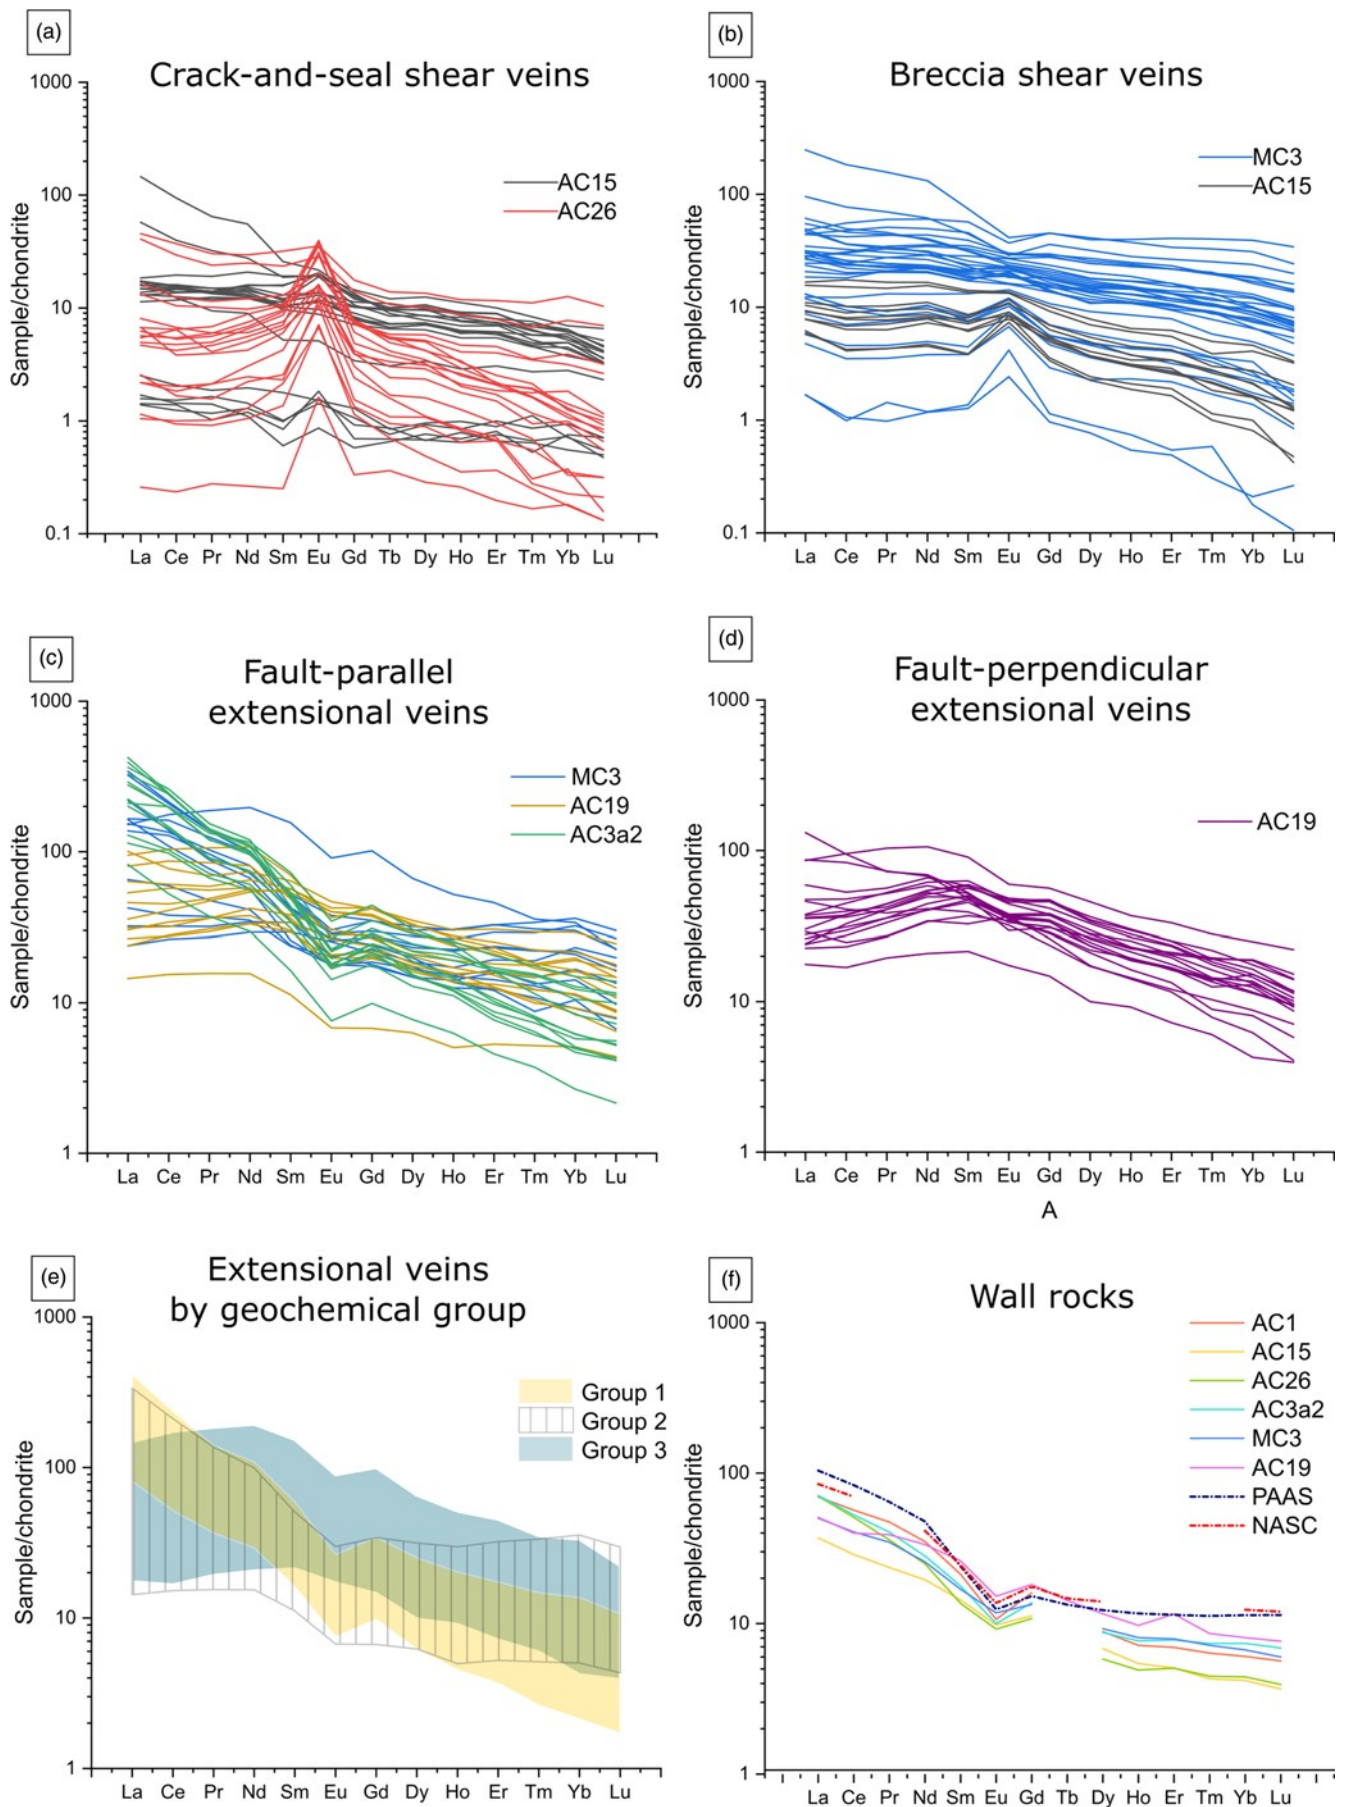 (a)
Crack-and-seal shear veins
1000
100
10
1
0.1
Sample/chondrite
AC15
AC26
La Ce Pr Nd Sm Eu Gd Tb Dy Ho Er Tm Yb Lu
(b)
Breccia shear veins
1000
100
10
1
0.1
Sample/chondrite
MC3
AC15
La Ce Pr Nd Sm Eu Gd Dy Ho Er Tm Yb Lu
(c)
Fault-parallel
extensional veins
1000
100
10
1
Sample/chondrite
MC3
AC19
AC3a2
La Ce Pr Nd Sm Eu Gd Dy Ho Er Tm Yb Lu
(d)
Fault-perpendicular
extensional veins
1000
100
10
1
Sample/chondrite
AC19
La Ce Pr Nd Sm Eu Gd Dy Ho Er Tm Yb Lu
A
(e)
Extensional veins
by geochemical group
1000
100
10
1
Sample/chondrite
Group 1
Group 2
Group 3
La Ce Pr Nd Sm Eu Gd Dy Ho Er Tm Yb Lu
(f)
Wall rocks
1000
100
10
1
Sample/chondrite
AC1
AC15
AC26
AC3a2
MC3
AC19
PAAS
NASC
La Ce Pr Nd Sm Eu Gd Tb Dy Ho Er Tm Yb Lu